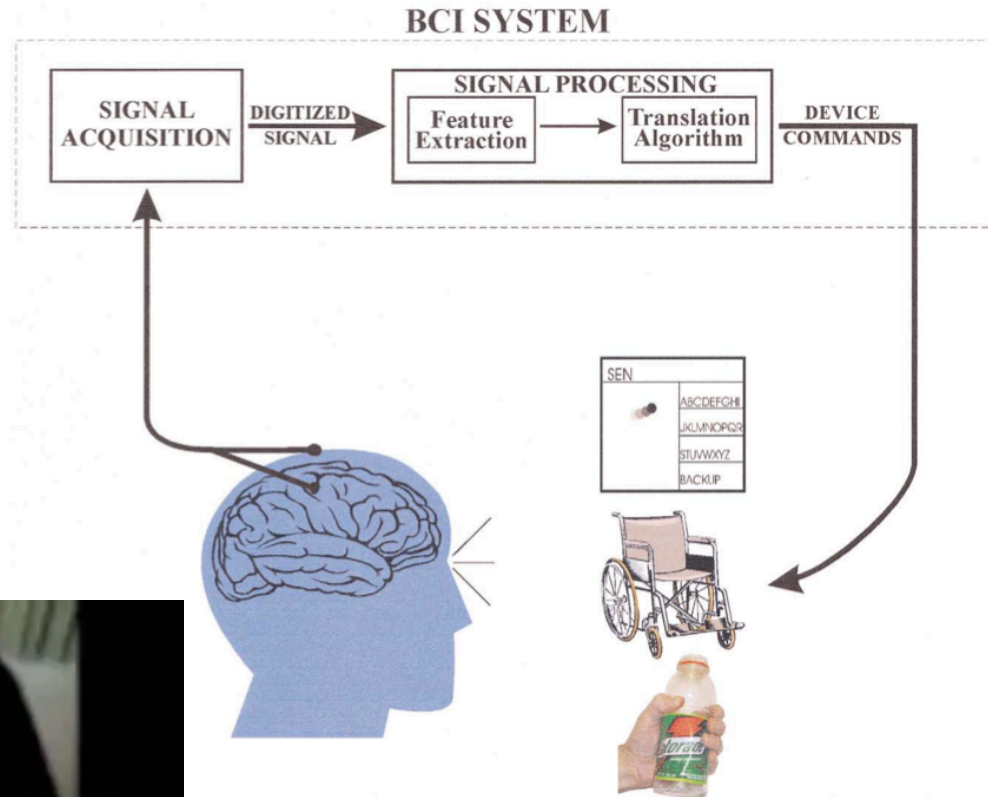 BCI SYSTEM
SIGNAL
ACQUISITION
DIGITIZED
SIGNAL
SIGNAL PROCESSING
Feature
Extraction
Translation
Algorithm
DEVICE
COMMANDS
SEN
ABCDEFGHI
JKLMNOPQR
STUVWXYZ
BACKUP
torade